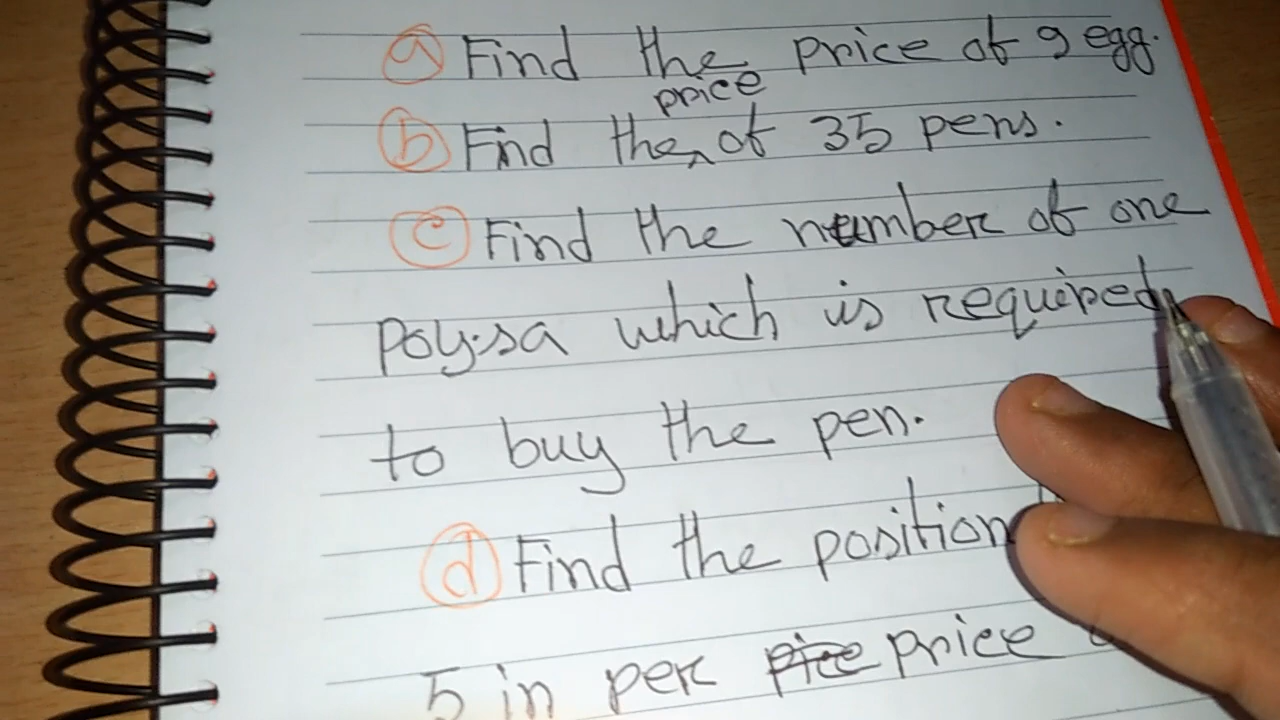 a Find the price of 9 egg.
b Find the price of 35 pens.
c Find the number of one
poysa which is required
to buy the pen.
d Find the position
5 in per price price